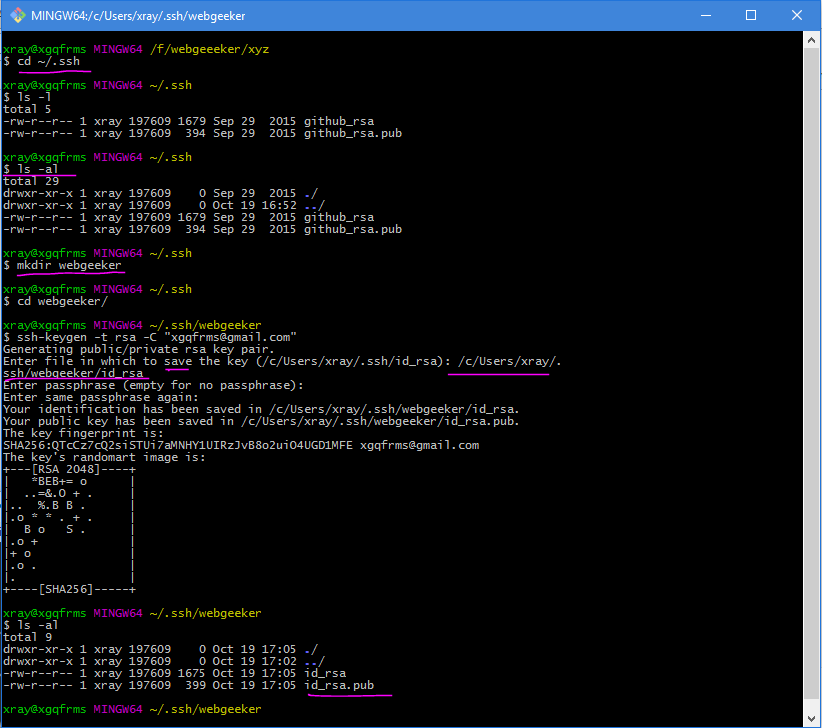 MINGW64:/c/Users/xray/.ssh/webgeeker
xray@xgqfrms MINGW64 /f/webgeeeker/xyz
$ cd ~/.ssh
xray@xgqfrms MINGW64 ~/.ssh
$ ls -l
total 5
-rw-r--r-- 1 xray 197609 1679 Sep 29  2015 github_rsa
-rw-r--r-- 1 xray 197609  394 Sep 29  2015 github_rsa.pub
xray@xgqfrms MINGW64 ~/.ssh
$ ls -al
total 29
drwxr-xr-x 1 xray 197609    0 Sep 29  2015 ./
drwxr-xr-x 1 xray 197609    0 Oct 19 16:52 ../
-rw-r--r-- 1 xray 197609 1679 Sep 29  2015 github_rsa
-rw-r--r-- 1 xray 197609  394 Sep 29  2015 github_rsa.pub
xray@xgqfrms MINGW64 ~/.ssh
$ mkdir webgeeker
xray@xgqfrms MINGW64 ~/.ssh
$ cd webgeeker/
xray@xgqfrms MINGW64 ~/.ssh/webgeeker
$ ssh-keygen -t rsa -C "xgqfrms@gmail.com"
Generating public/private rsa key pair.
Enter file in which to save the key (/c/Users/xray/.ssh/id_rsa): /c/Users/xray/.
ssh/webgeeker/id_rsa
Enter passphrase (empty for no passphrase):
Enter same passphrase again:
Your identification has been saved in /c/Users/xray/.ssh/webgeeker/id_rsa.
Your public key has been saved in /c/Users/xray/.ssh/webgeeker/id_rsa.pub.
The key fingerprint is:
SHA256:QTcCz7cQ2siSTUi7aMNHY1UIRzJvB8o2uiO4UGD1MFE xgqfrms@gmail.com
The key's randomart image is:
+---[RSA 2048]----+
|   *BEB+= o      |
|  ..=&.O + .     |
|..  %.B B .      |
|.o * * . + .     |
|  B o   S .      |
|.o +             |
|+ o              |
|.o .             |
|.                |
+----[SHA256]-----+
xray@xgqfrms MINGW64 ~/.ssh/webgeeker
$ ls -al
total 9
drwxr-xr-x 1 xray 197609    0 Oct 19 17:05 ./
drwxr-xr-x 1 xray 197609    0 Oct 19 17:02 ../
-rw-r--r-- 1 xray 197609 1675 Oct 19 17:05 id_rsa
-rw-r--r-- 1 xray 197609  399 Oct 19 17:05 id_rsa.pub
xray@xgqfrms MINGW64 ~/.ssh/webgeeker